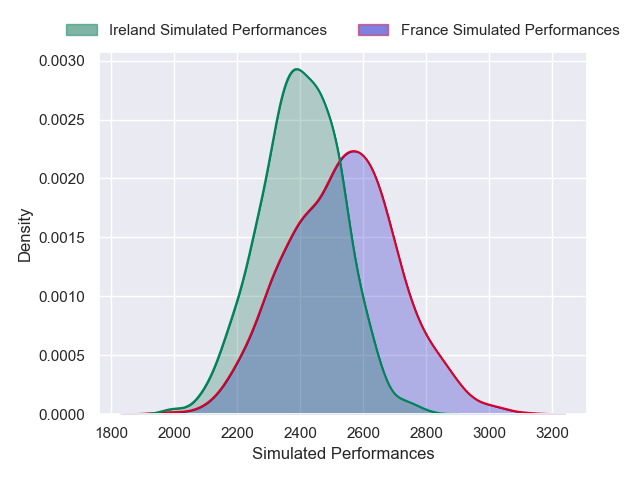 Ireland Simulated Performances France Simulated Performances
0.0030
0.0025
0.0020
0.0015
0.0010
0.0005
0.0000
Density
1800 2000 2200 2400 2600 2800 3000 3200
Simulated Performances